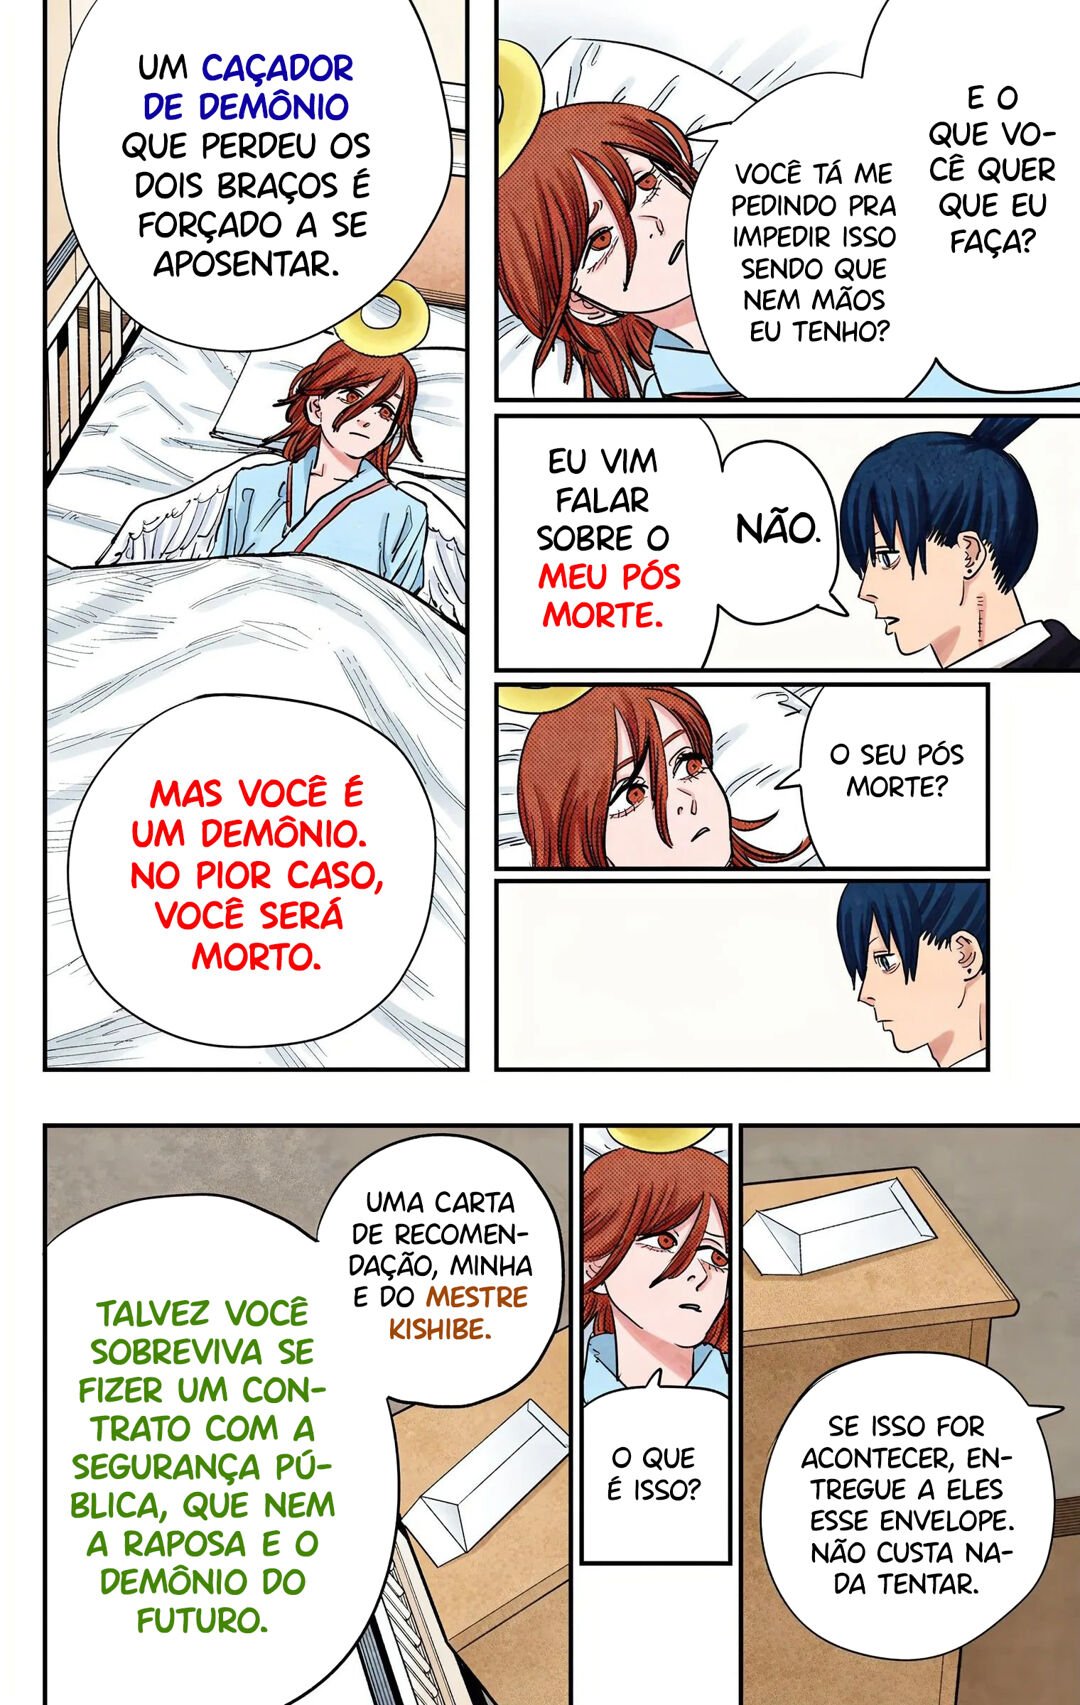 E O
QUE VO-
CÊ QUER
QUE EU
FAÇA?
VOCÊ TÁ ME
PEDINDO PRA
IMPEDIR ISSO
SENDO QUE
NEM MÃOS
EU TENHO?
NÃO.
EU VIM
FALAR
SOBRE O
MEU PÓS
MORTE.
O SEU PÓS
MORTE?
UM CAÇADOR
DE DEMÔNIO
QUE PERDEU OS
DOIS BRAÇOS É
FORÇADO A SE
APOSENTAR.
MAS VOCÊ É
UM DEMÔNIO.
NO PIOR CASO,
VOCÊ SERÁ
MORTO.
SE ISSO FOR
ACONTECER, EN-
TREGUE A ELES
ESSE ENVELOPE.
NÃO CUSTA NA-
DA TENTAR.
O QUE
É ISSO?
UMA CARTA
DE RECOMEN-
DAÇÃO, MINHA
E DO MESTRE
KISHIBE.
TALVEZ VOCÊ
SOBREVIVA SE
FIZER UM CON-
TRATO COM A
SEGURANÇA PÚ-
BLICA, QUE NEM
A RAPOSA E O
DEMÔNIO DO
FUTURO.